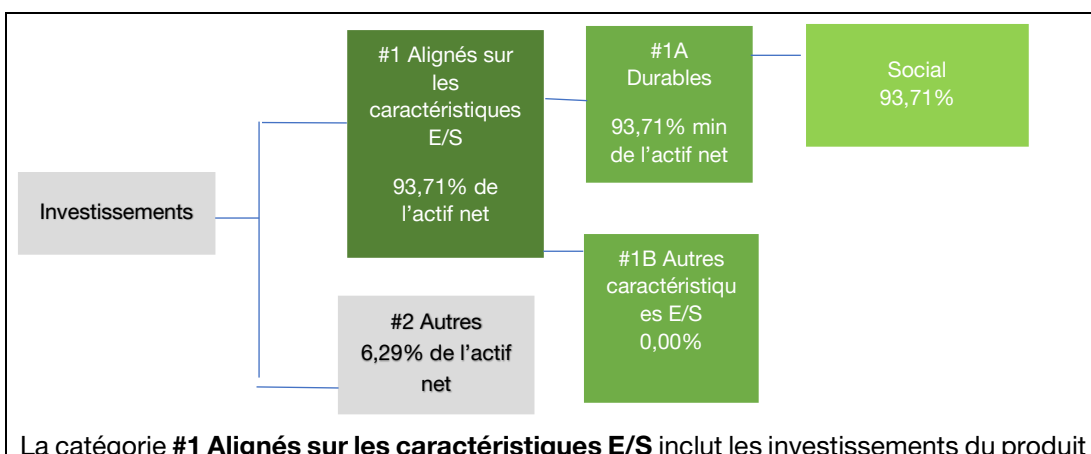 #1 Alignés sur
les
caractéristiques
E/S
93,71% de
l'actif net
#1A
Durables
93,71% min
de l'actif net
Social
93,71%
Investissements
#1B Autres
caractéristiqu
es E/S
0,00%
#2 Autres
6,29% de l'actif
net
La catégorie #1 Alignés sur les caractéristiques E/S inclut les investissements du produit